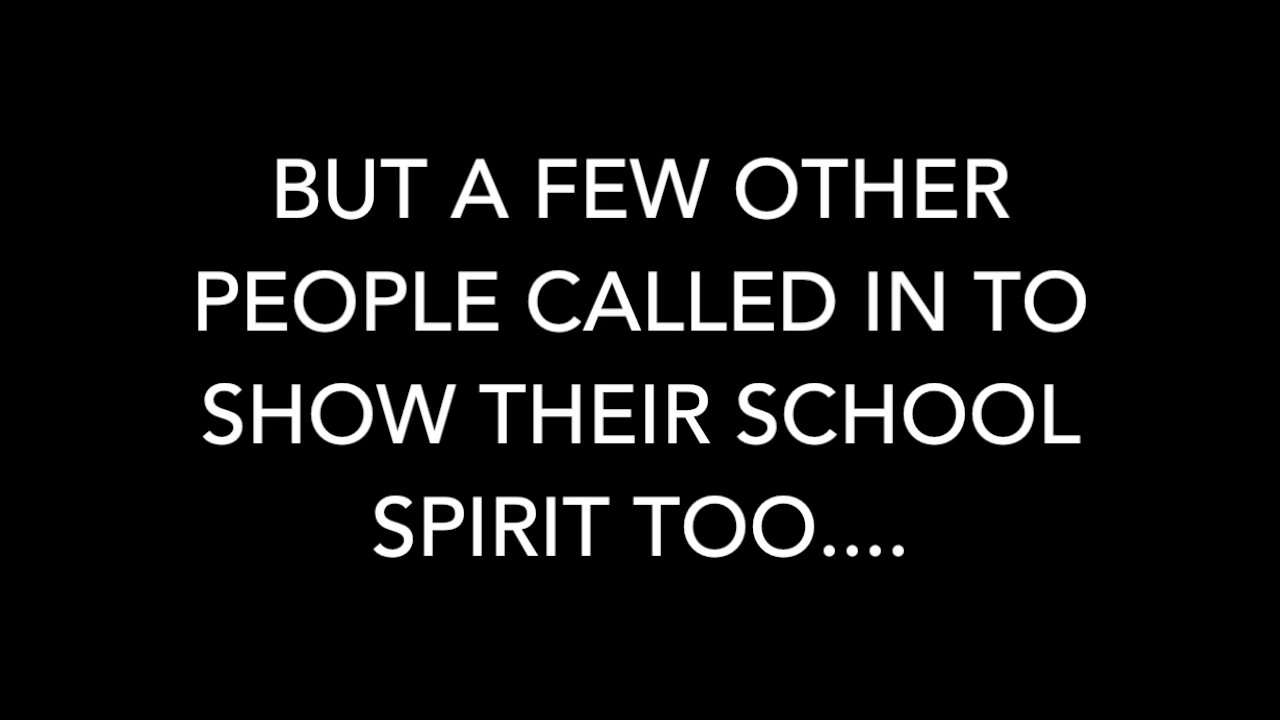 BUT A FEW OTHER
PEOPLE CALLED IN TO
SHOW THEIR SCHOOL
SPIRIT TOO....